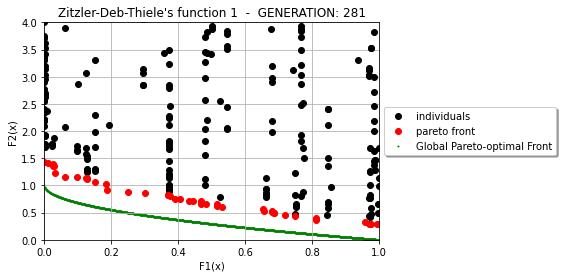 Zitzler-Deb-Thiele's function 1 - GENERATION: 281
4.0
3.5
3.0
2.5
2.0
1.5
1.0
0.5
0.0
F2(x)
0.0 0.2 0.4 0.6 0.8 1.0
F1(x)
individuals
pareto front
Global Pareto-optimal Front